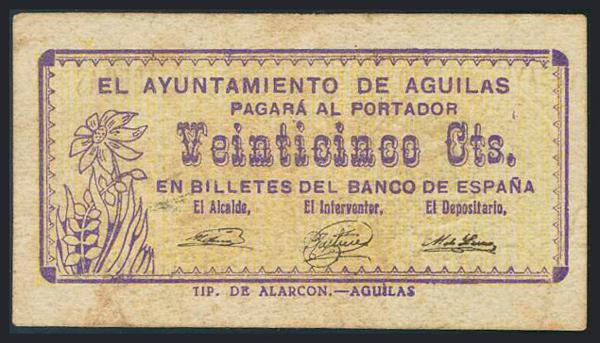 EL AYUNTAMIENTO DE AGUILAS
PAGARÁ AL PORTADOR
Veinticinco Cts.
EN BILLETES DEL BANCO DE ESPAÑA
El Alcalde, El Interventor, El Depositario,
TIP. DE ALARCON.—AGUILAS